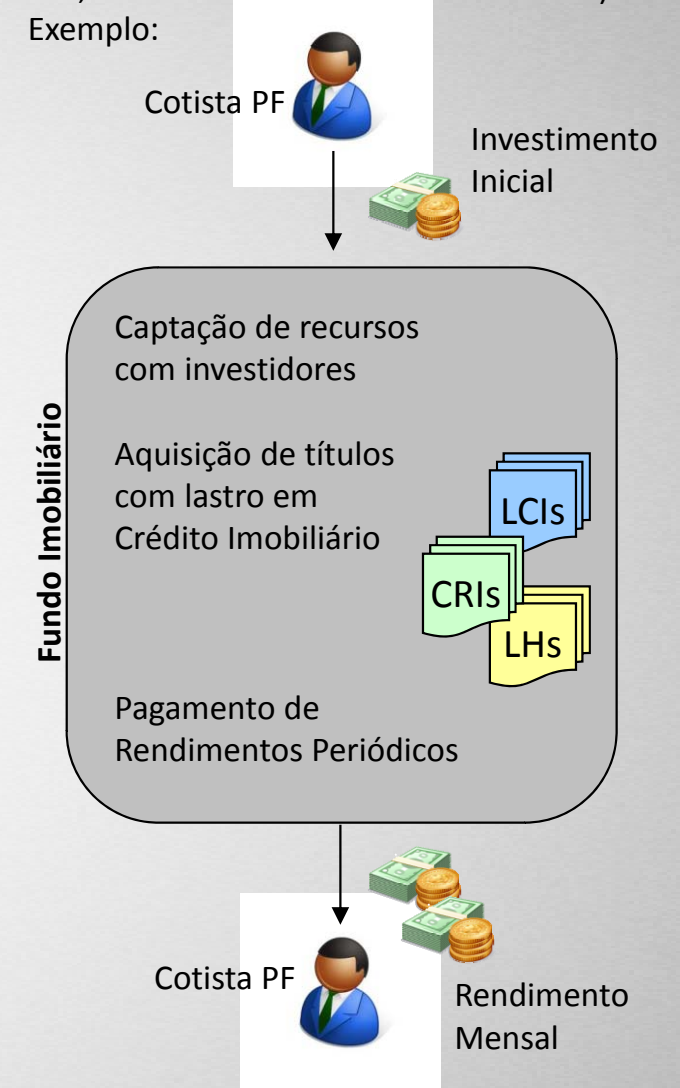 Exemplo:
Cotista PF
Investimento
Inicial
Fundo Imobiliário
Captação de recursos
com investidores
Aquisição de títulos
com lastro em
Crédito Imobiliário
LCIs
CRIs
LHs
Pagamento de
Rendimentos Periódicos
Cotista PF
Rendimento
Mensal